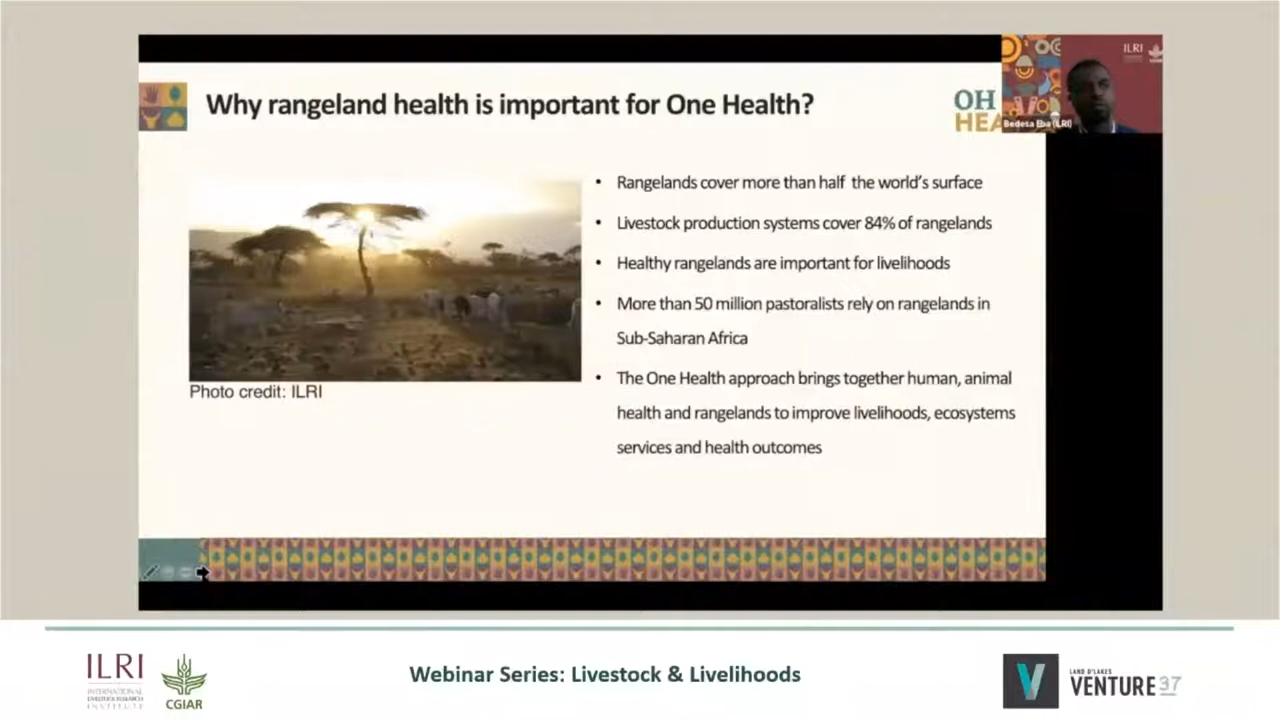 Why rangeland health is important for One Health?
OH
HEA
ILRI
Bedasa Eba (ILRI)
• Rangelands cover more than half the world's surface
• Livestock production systems cover 84% of rangelands
• Healthy rangelands are important for livelihoods
• More than 50 million pastoralists rely on rangelands in
Sub-Saharan Africa
• The One Health approach brings together human, animal
health and rangelands to improve livelihoods, ecosystems
services and health outcomes
Photo credit: ILRI
ILRI
INTERNATIONAL
LIVESTOCK RESEARCH
INSTITUTE
CGIAR
Webinar Series: Livestock & Livelihoods
LAND O'LAKES
VENTURE37